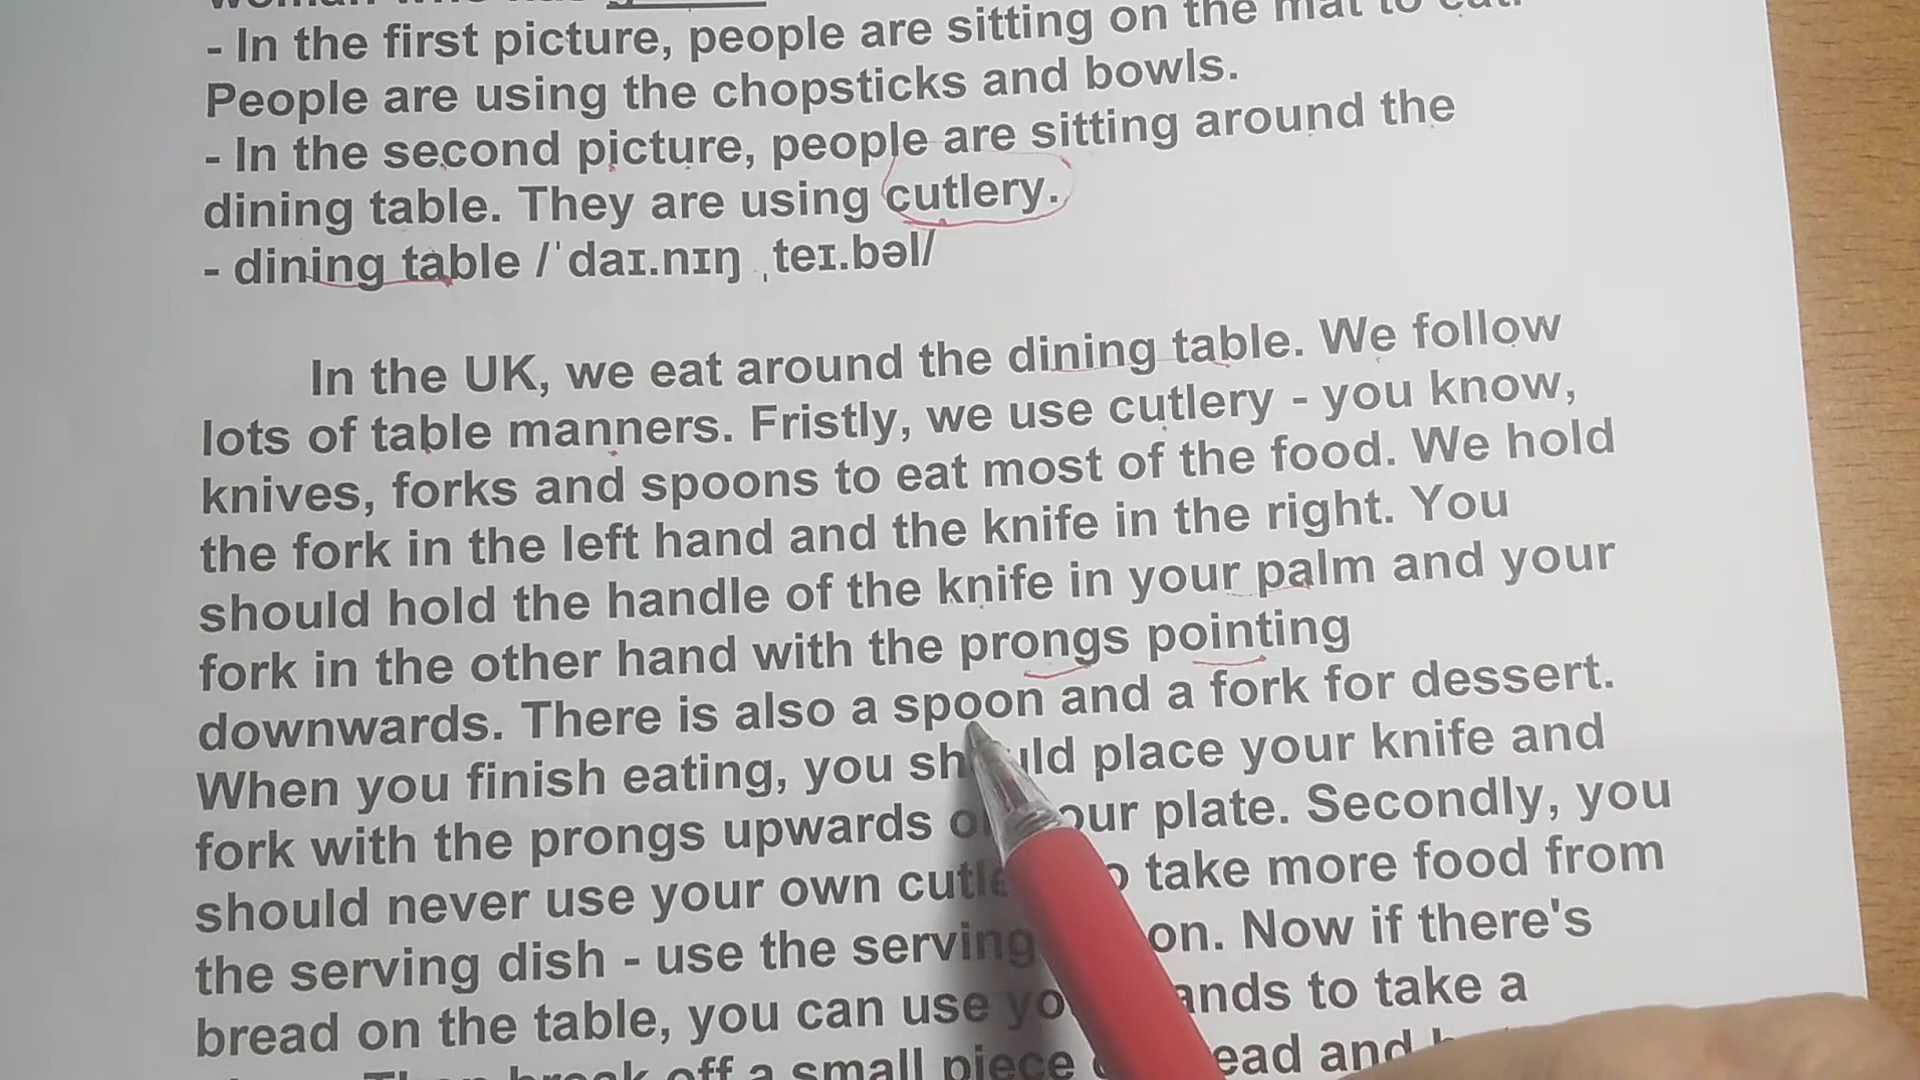 - In the first picture, people are sitting on the mat to eat.
People are using the chopsticks and bowls.
- In the second picture, people are sitting around the
dining table. They are using cutlery.
- dining table /ˈdaɪ.nɪŋ ˌteɪ.bəl/
In the UK, we eat around the dining table. We follow
lots of table manners. Fristly, we use cutlery - you know,
knives, forks and spoons to eat most of the food. We hold
the fork in the left hand and the knife in the right. You
should hold the handle of the knife in your palm and your
fork in the other hand with the prongs pointing
downwards. There is also a spoon and a fork for dessert.
When you finish eating, you should place your knife and
fork with the prongs upwards on your plate. Secondly, you
should never use your own cutlery to take more food from
the serving dish - use the serving spoon. Now if there's
bread on the table, you can use your hands to take a
break off a small piece bread and